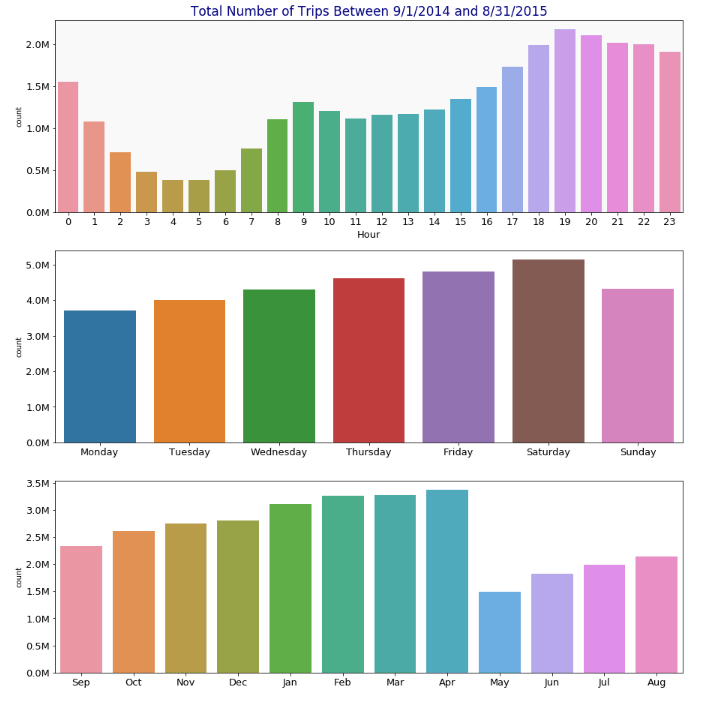 Total Number of Trips Between 9/1/2014 and 8/31/2015
2.0M
1.5M
1.0M
0.5M
0.0M
count
0 1 2 3 4 5 6 7 8 9 10 11 12 13 14 15 16 17 18 19 20 21 22 23
Hour
5.0M
4.0M
3.0M
2.0M
1.0M
0.0M
count
Monday Tuesday Wednesday Thursday Friday Saturday Sunday
3.5M
3.0M
2.5M
2.0M
1.5M
1.0M
0.5M
0.0M
count
Sep Oct Nov Dec Jan Feb Mar Apr May Jun Jul Aug